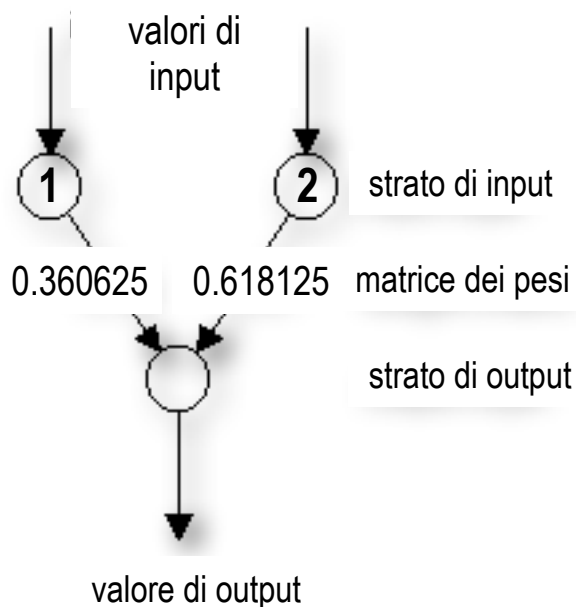 valori di
input
1
2
strato di input
0.360625
0.618125
matrice dei pesi
strato di output
valore di output